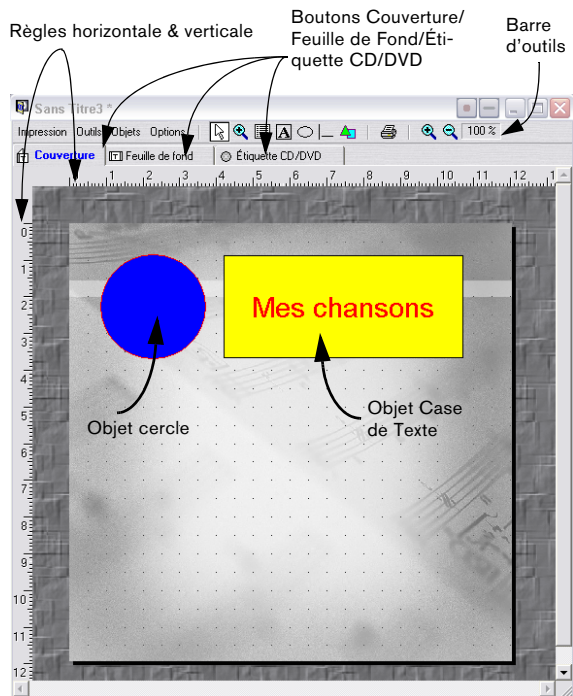 Règles horizontale & verticale
Boutons Couverture/
Feuille de Fond/Éti-
quette CD/DVD
Barre
d'outils
Sans Titre3 *
Impression Outils Objets Options 100 %
Couverture Feuille de fond Étiquette CD/DVD
0 1 2 3 4 5 6 7 8 9 10 11 12 1
0
1
2
Mes chansons
3
4
5
Objet cercle
Objet Case
de Texte
6
7
8
9
10
11
12